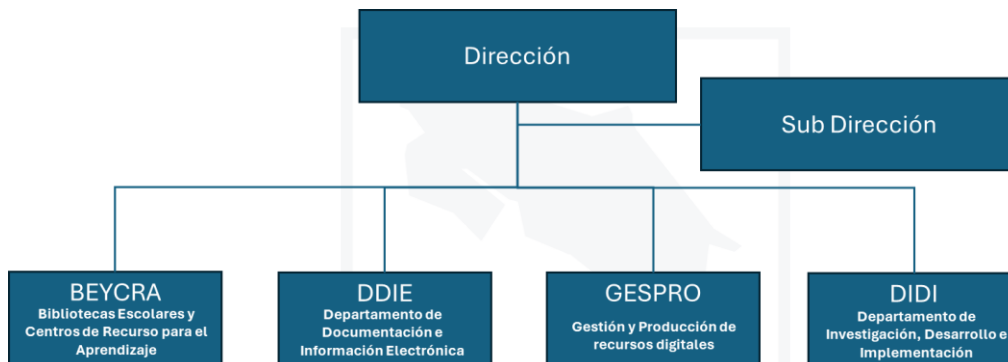 Dirección
Sub Dirección
BEYCRA
Bibliotecas Escolares y
Centros de Recurso para el
Aprendizaje
DDIE
Departamento de
Documentación e
Información Electrónica
GESPRO
Gestión y Producción de
recursos digitales
DIDI
Departamento de
Investigación, Desarrollo e
Implementación